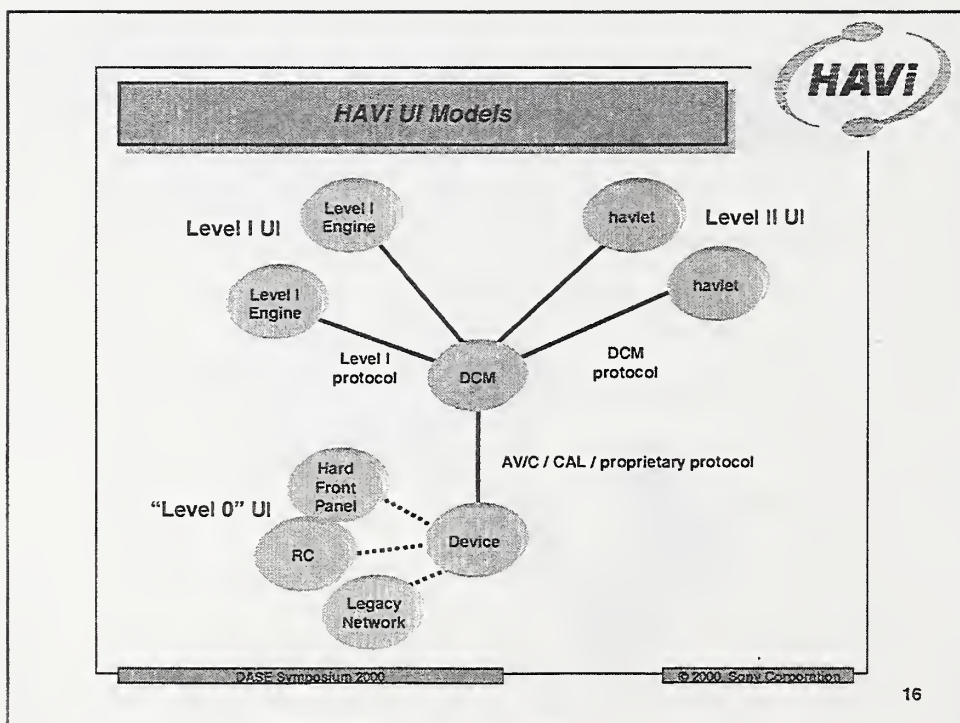 HAVi
HAVi UI Models
Level I UI
Level I
Engine
havlet
Level II UI
Level I
Engine
havlet
Level I
protocol
DCM
DCM
protocol
AV/C / CAL / proprietary protocol
"Level 0" UI
Hard
Front
Panel
RC
Device
Legacy
Network
DASE Symposium 2000
© 2000, Sony Corporation
16